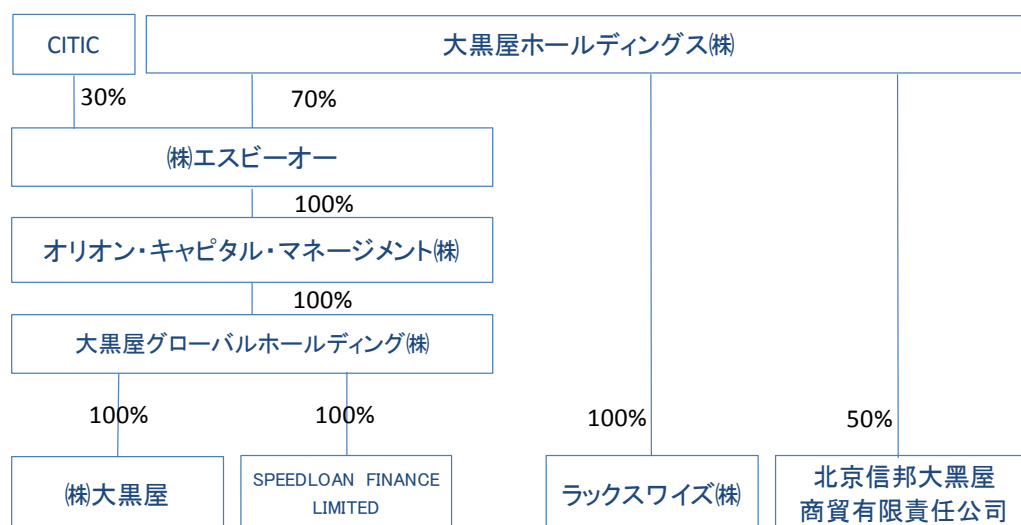 CITIC
大黒屋ホールディングス㈱
30%
70%
㈱エスビーオー
100%
オリオン・キャピタル・マネージメント㈱
100%
大黒屋グローバルホールディング㈱
100%
100%
100%
50%
㈱大黒屋
SPEEDLOAN FINANCE
LIMITED
ラックスワイズ㈱
北京信邦大黑屋
商貿有限責任公司